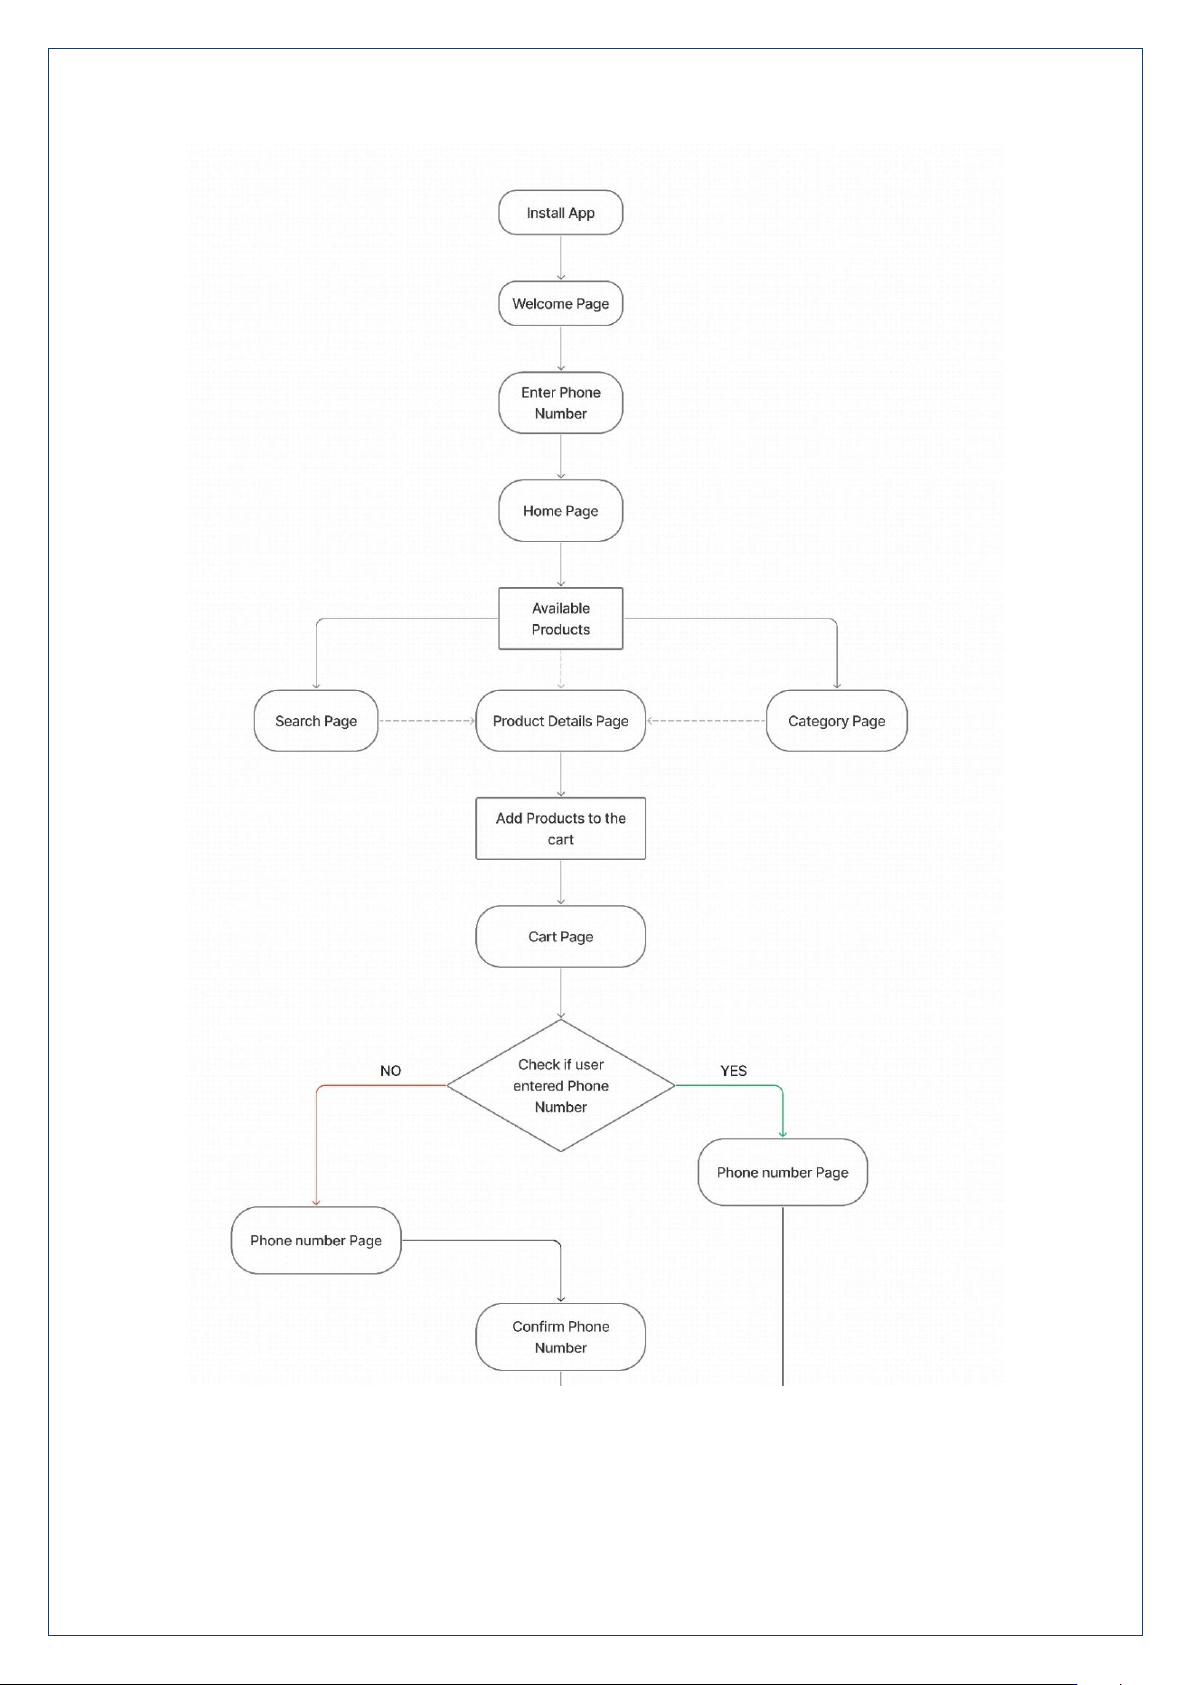 Install App
Welcome Page
Enter Phone
Number
Home Page
Available
Products
Search Page
Product Details Page
Category Page
Add Products to the
cart
Cart Page
Check if user
entered Phone
Number
NO
YES
Phone number Page
Phone number Page
Confirm Phone
Number